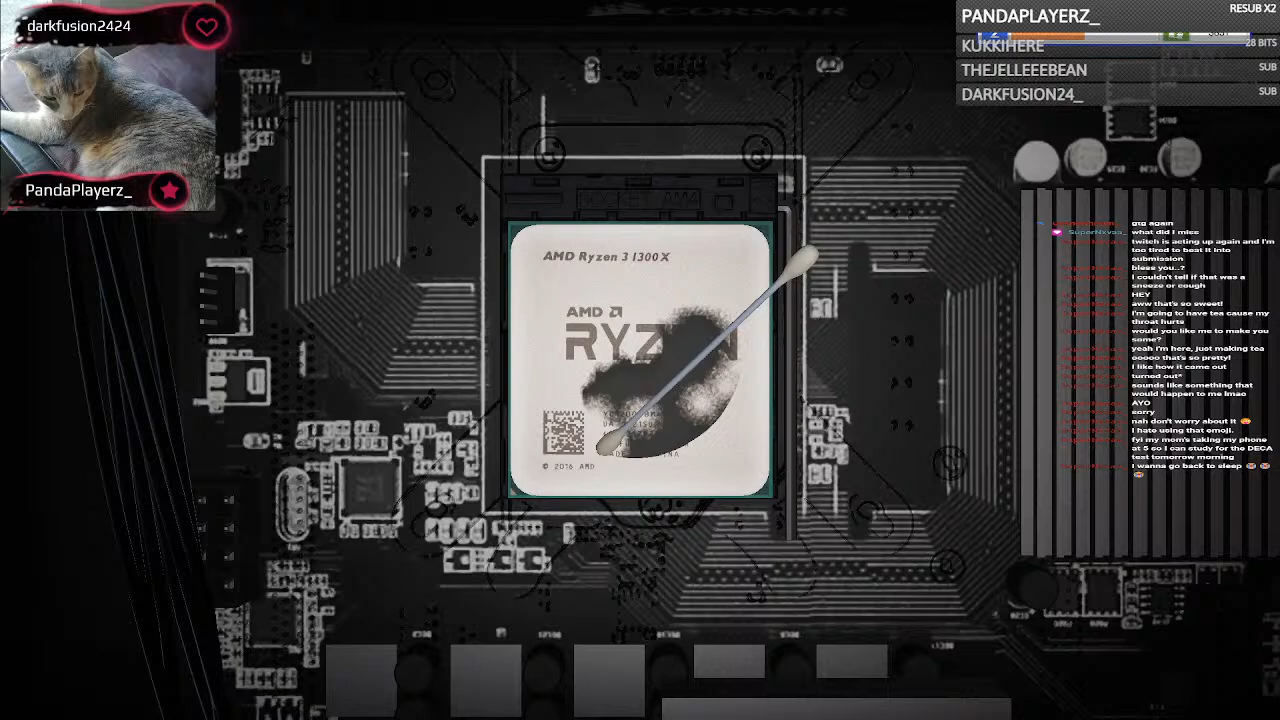 darkfusion2424
PandaPlayerz_
CORSAIR
PANDAPLAYERZ_
RESUB X2
KUKKIHERE
28 BITS
THEJELLEEEBEAN
SUB
DARKFUSION24_
SUB
SOCKET AM4
AMD Ryzen 3 1300X
AMD
RYZ
© 2016 AMD
gtg again
what did I miss
twitch is acting up again and I'm
too tired to beat it into
submission
bless you..?
I couldn't tell if that was a
sneeze or cough
HEY
aww that's so sweet!
I'm going to have tea cause my
throat hurts
would you like me to make you
some?
yeah i'm here, just making tea
ooooo that's so pretty!
I like how it came out
turned out*
sounds like something that
would happen to me lmao
AYO
sorry
nah don't worry about it
I hate using that emoji.
fyi my mom's taking my phone
at 5 so I can study for the DECA
test tomorrow morning
I wanna go back to sleep